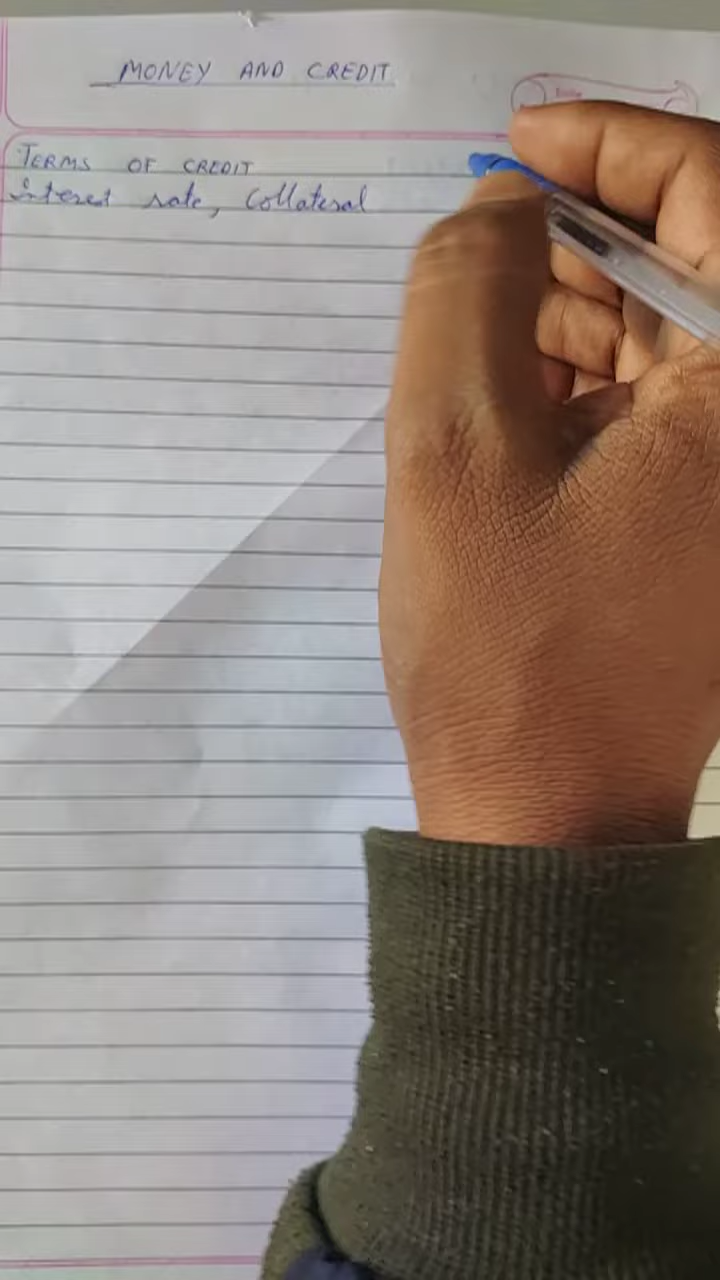 MONEY AND CREDIT
TERMS OF CREDIT
interest rate, Collateral